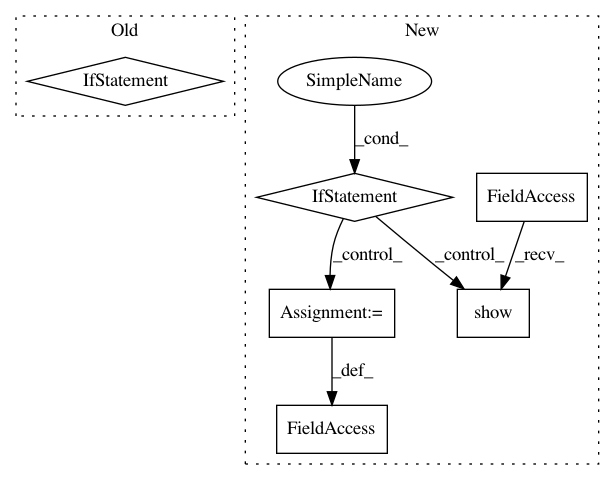 Old
New
IfStatement
SimpleName
_cond_
IfStatement
FieldAccess
_control_
_control_
_recv_
Assignment:=
show
_def_
FieldAccess